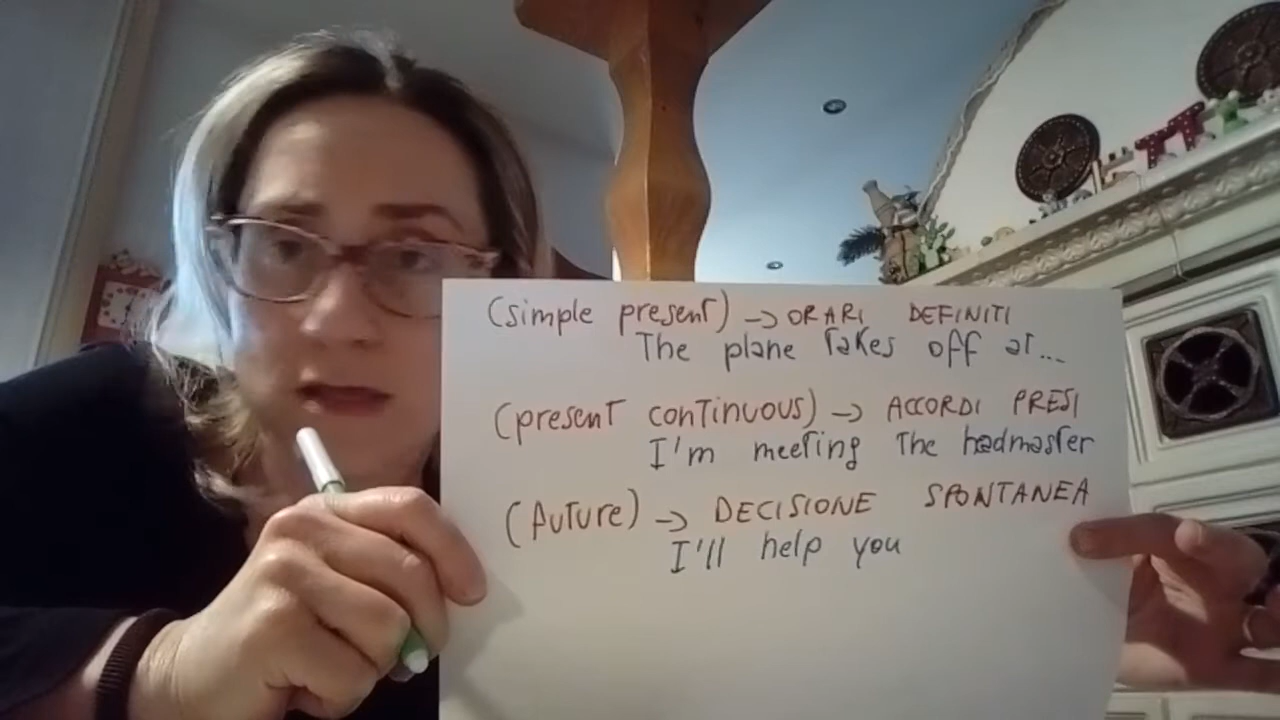 (simple present) → ORARI DEFINITI
The plane takes off at...
(present continuous) → ACCORDI PRESI
I'm meeting the hedmaster
(future) → DECISIONE SPONTANEA
I'll help you